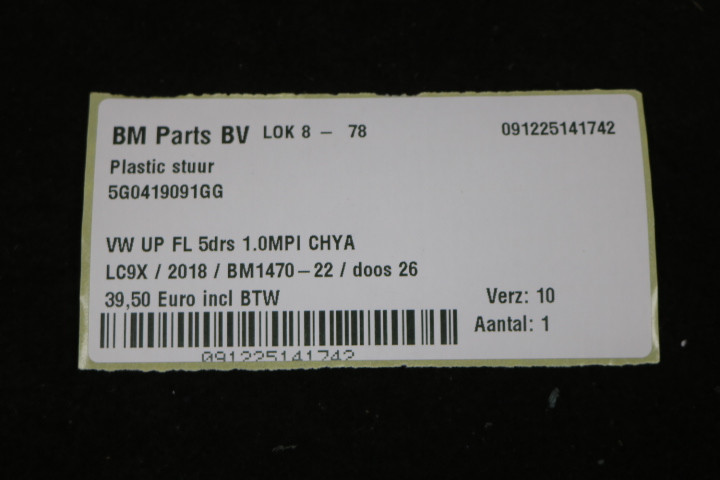 BM Parts BV LOK 8 - 78 091225141742
Plastic stuur
5G0419091GG
VW UP FL 5drs 1.0MPI CHYA
LC9X / 2018 / BM1470-22 / doos 26
39,50 Euro incl BTW Verz: 10
Aantal: 1
091225141742